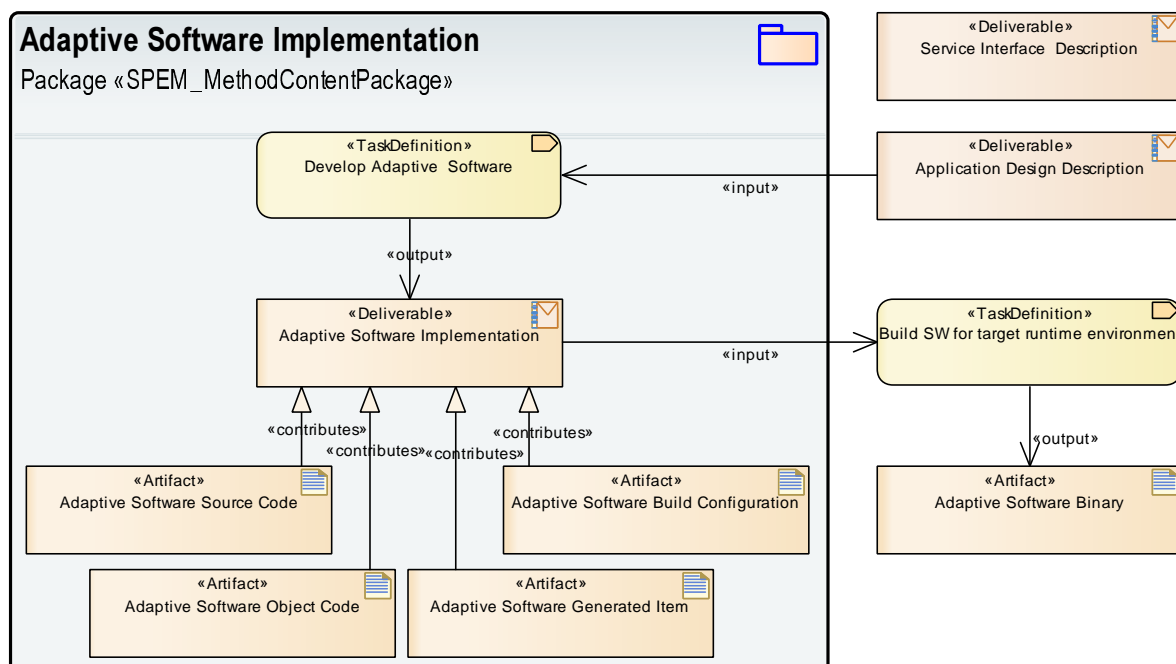 Adaptive Software Implementation
Package «SPEM_MethodContentPackage»
«Deliverable»
Service Interface Description
«TaskDefinition»
Develop Adaptive Software
«Deliverable»
Application Design Description
«input»
«output»
«Deliverable»
Adaptive Software Implementation
«TaskDefinition»
Build SW for target runtime environmen
«input»
«contributes»
«contributes»
«contributes»
«contributes»
«output»
«Artifact»
Adaptive Software Source Code
«Artifact»
Adaptive Software Build Configuration
«Artifact»
Adaptive Software Binary
«Artifact»
Adaptive Software Object Code
«Artifact»
Adaptive Software Generated Item